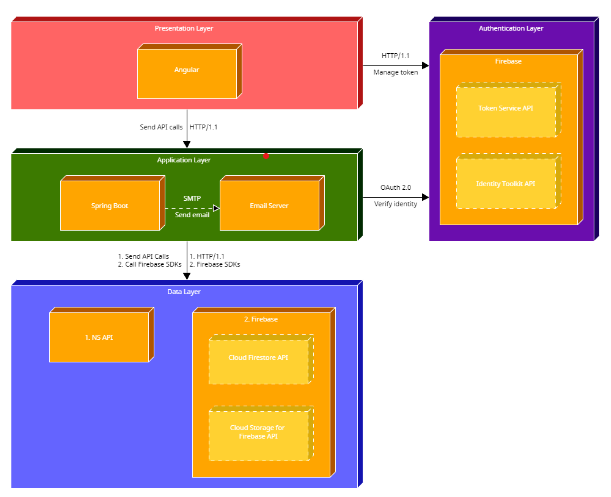 Presentation Layer
Angular
HTTP/1.1
Manage token
Authentication Layer
Firebase
Token Service API
Identity Toolkit API
Send API calls
HTTP/1.1
Application Layer
Spring Boot
SMTP
Send email
Email Server
OAuth 2.0
Verify identity
1. Send API Calls
2. Call Firebase SDKs
1. HTTP/1.1
2. Firebase SDKs
Data Layer
1. NS API
2. Firebase
Cloud Firestore API
Cloud Storage for
Firebase API